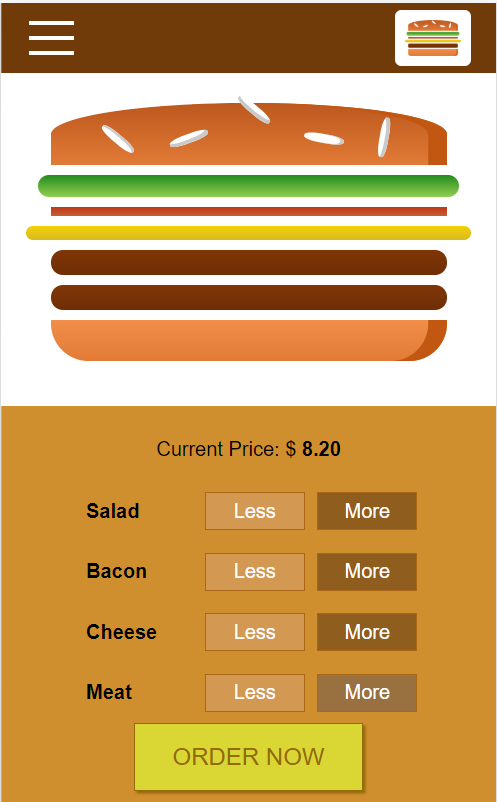 Current Price: $ 8.20
Salad Less More
Bacon Less More
Cheese Less More
Meat Less More
ORDER NOW